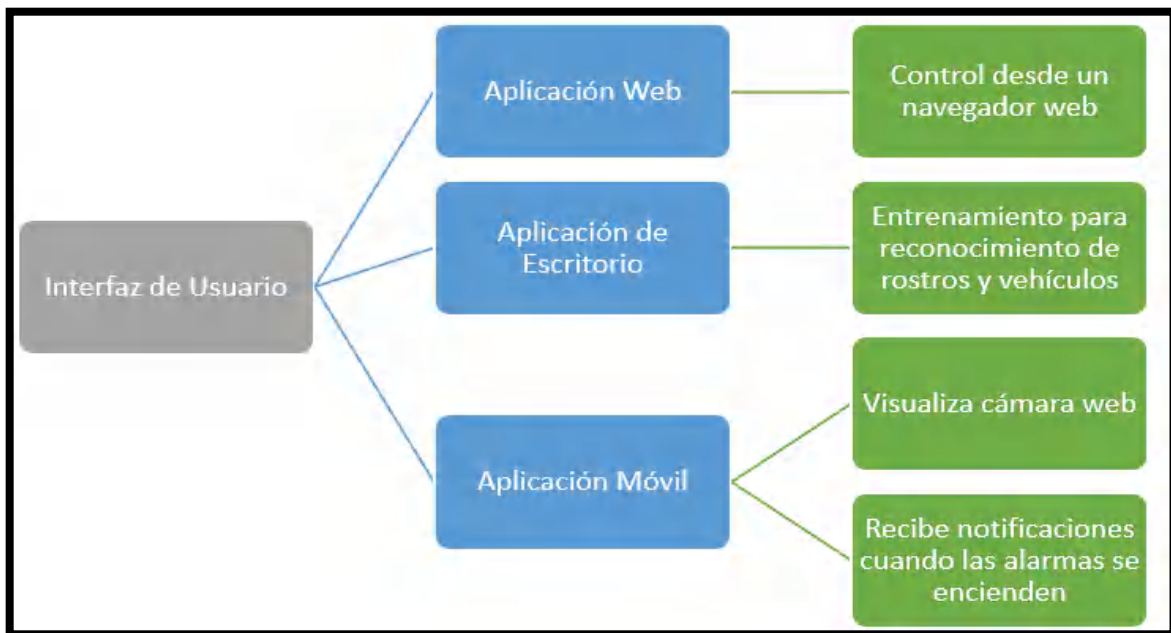 Interfaz de Usuario
Aplicación Web
Control desde un
navegador web
Aplicación de
Escritorio
Entrenamiento para
reconocimiento de
rostros y vehículos
Aplicación Móvil
Visualiza cámara web
Recibe notificaciones
cuando las alarmas se
encienden